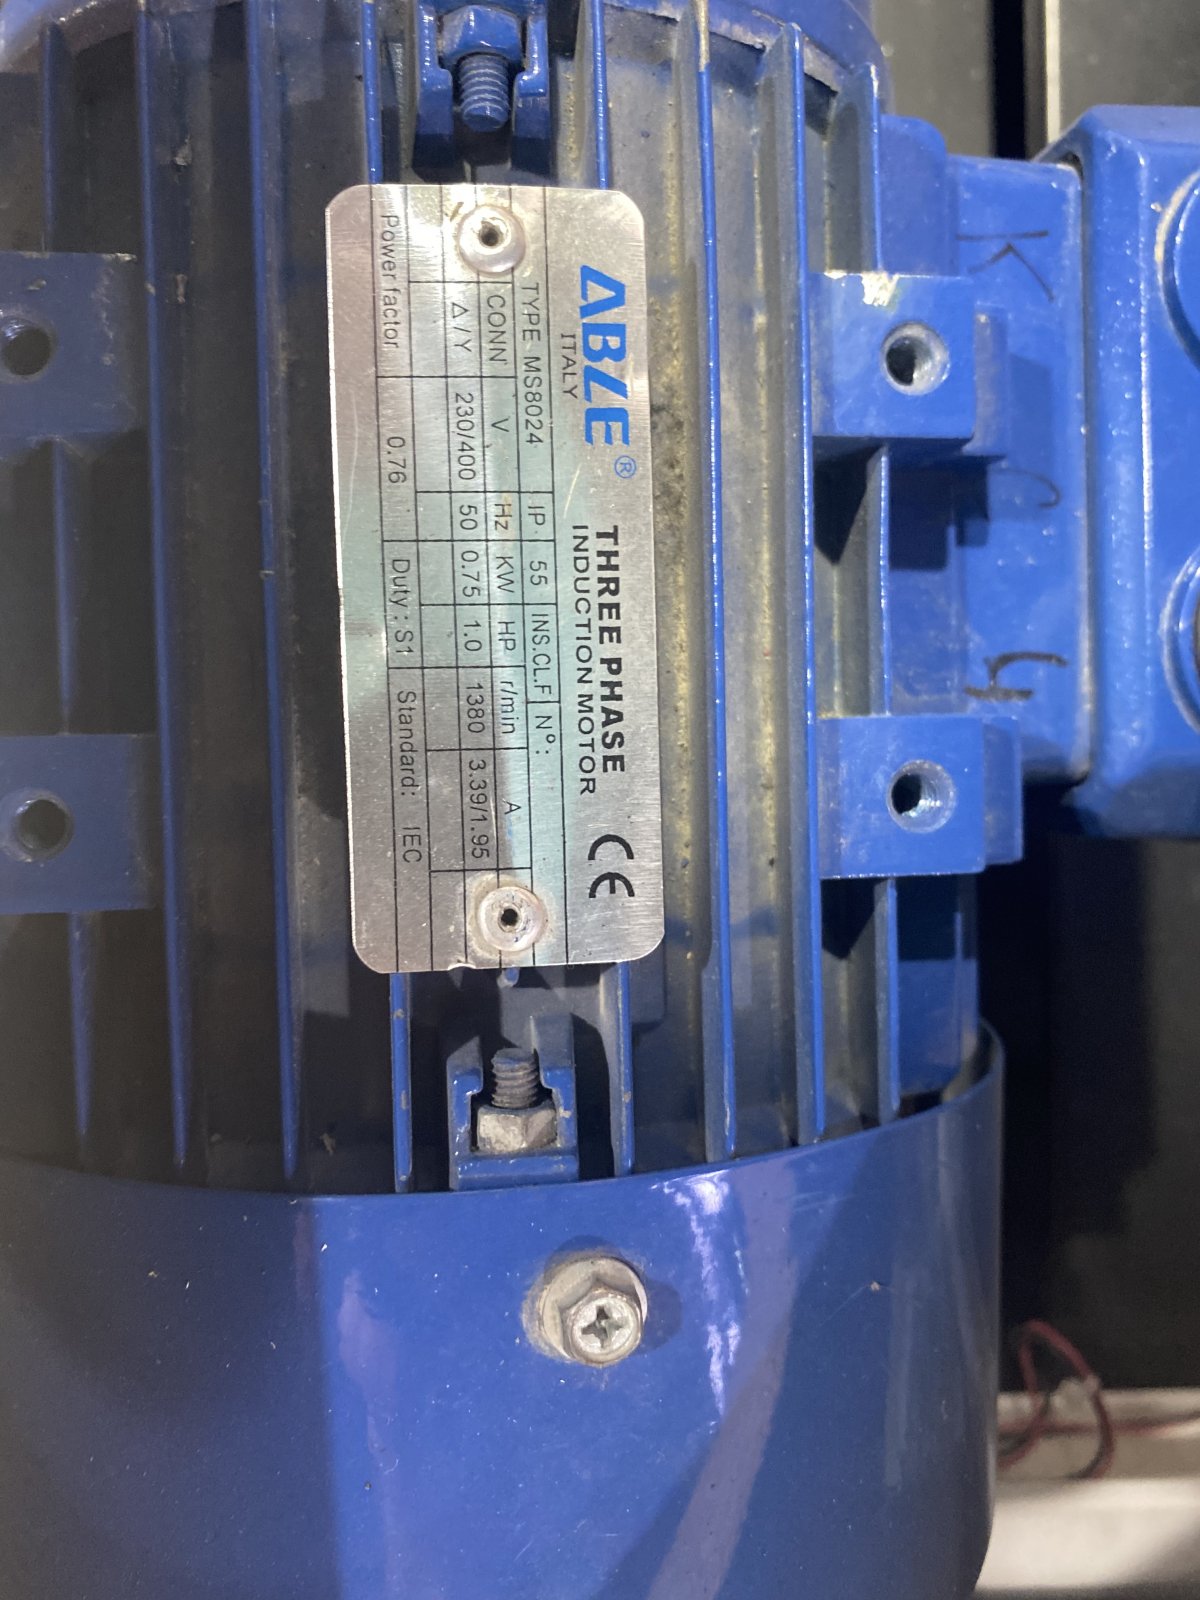 ABLE®
ITALY
THREE PHASE
INDUCTION MOTOR
CE
TYPE MS8024 IP 55 INS.CL.F Nº:
CONN V Hz KW HP r/min A
Δ/Y 230/400 50 0.75 1.0 1380 3.39/1.95
Power factor 0.76 Duty: S1 Standard: IEC